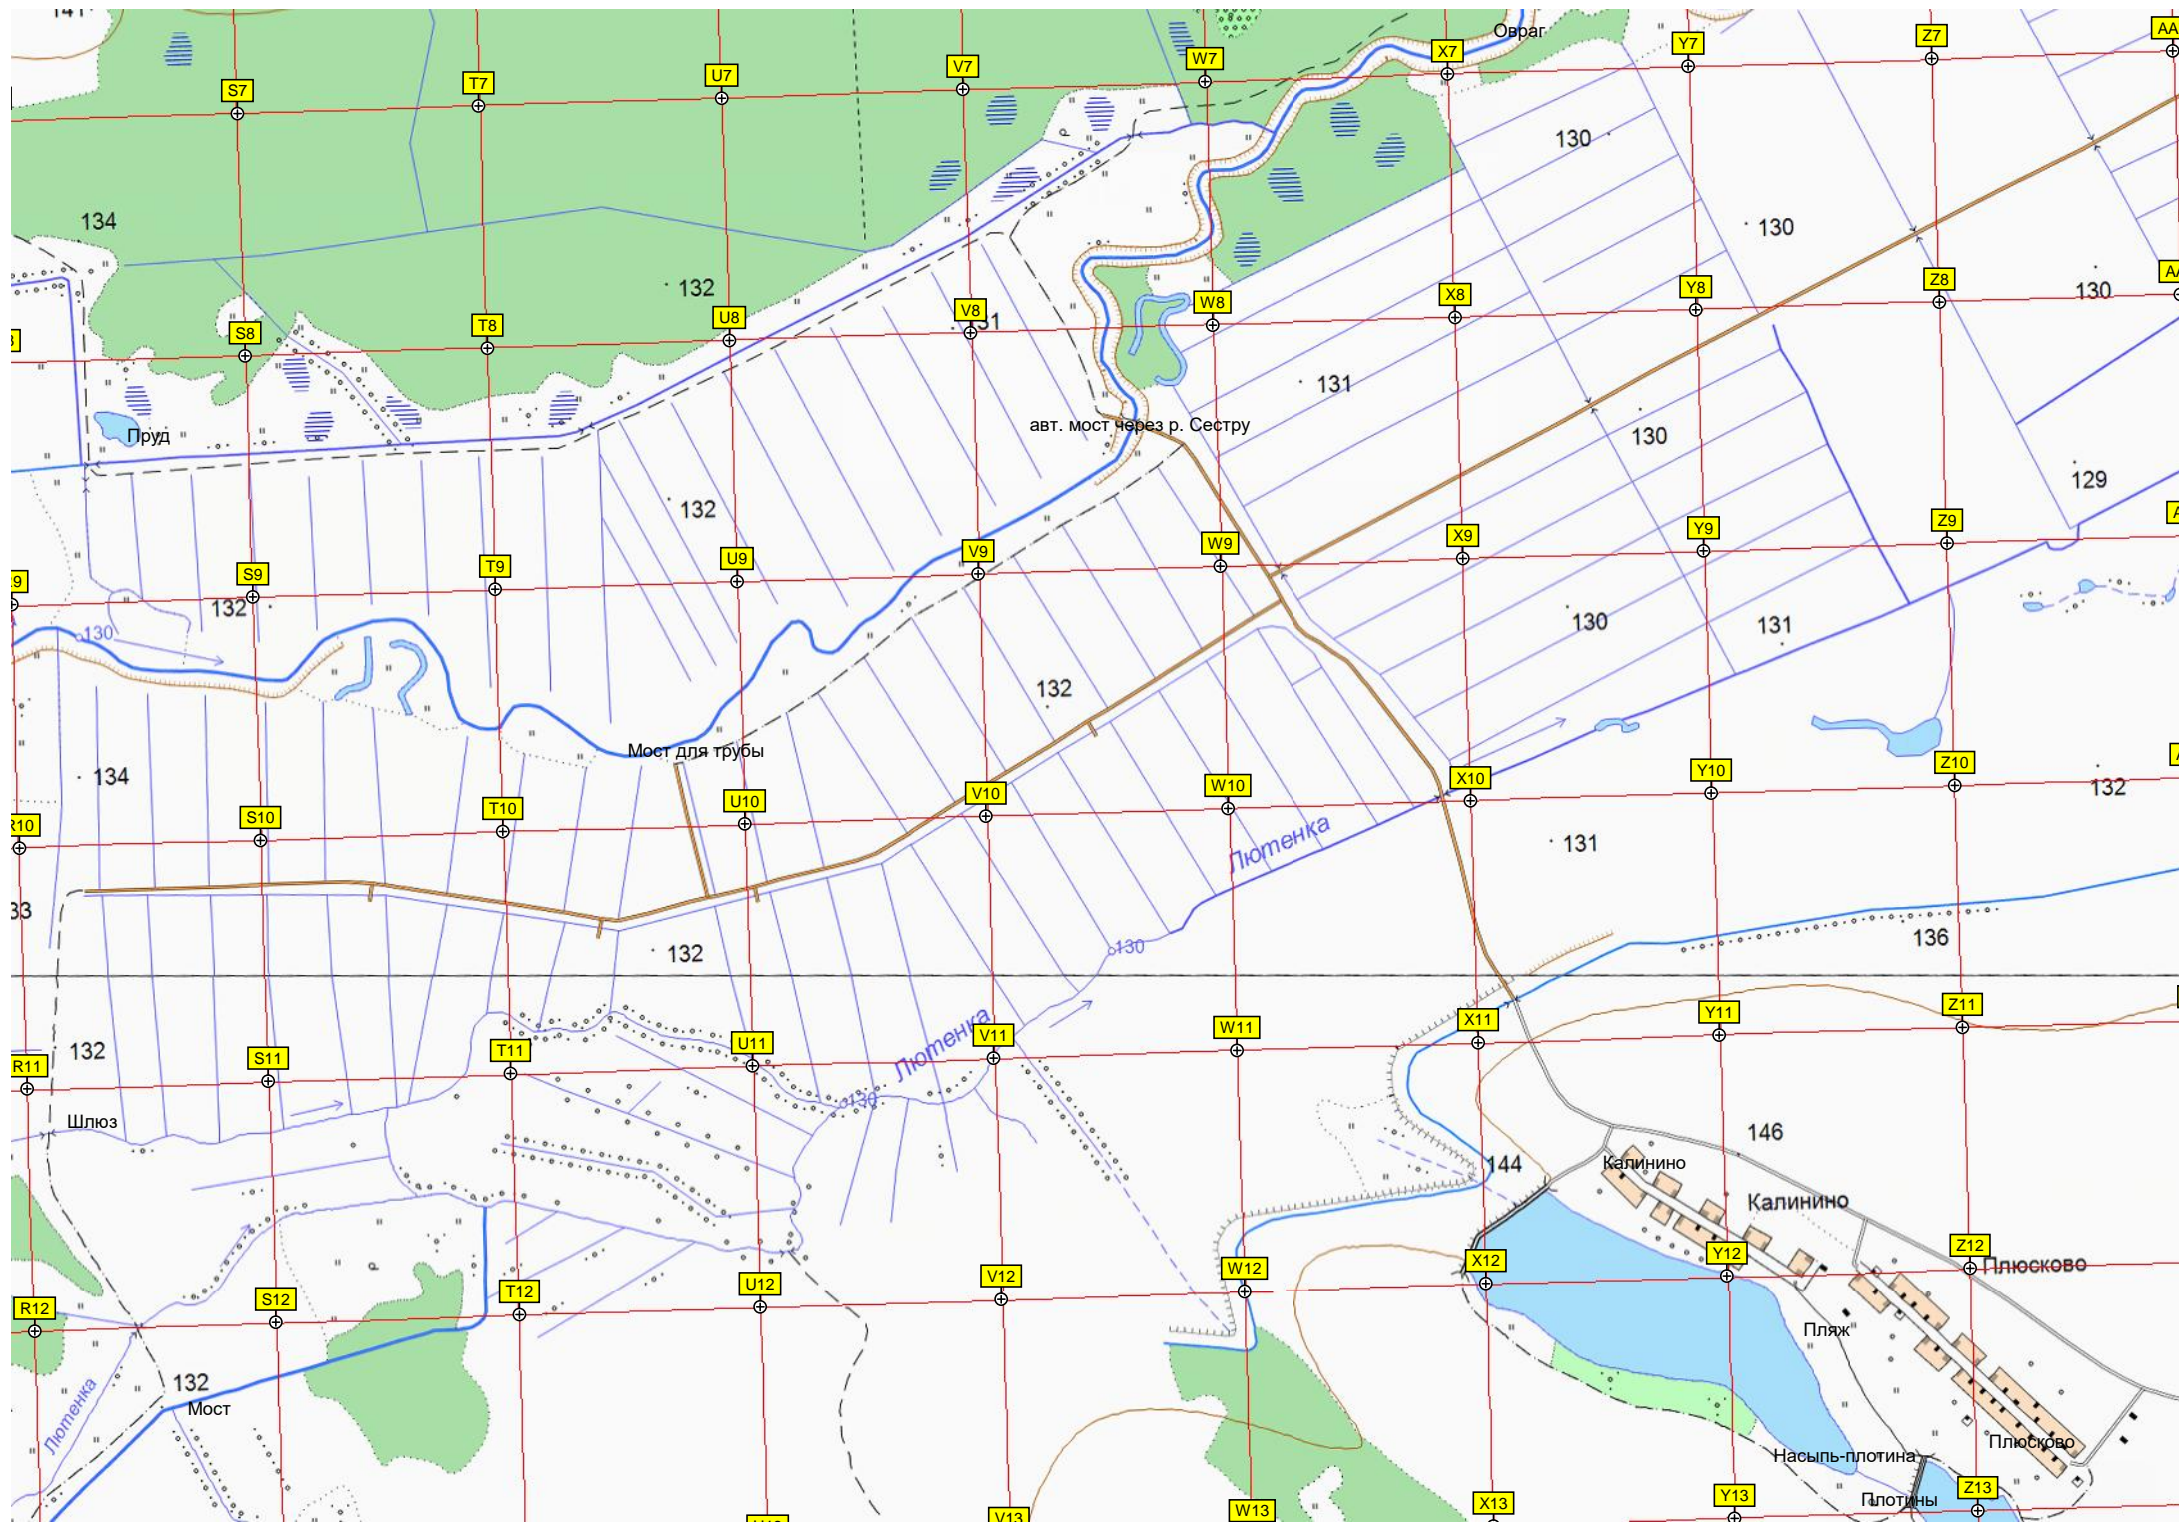 141
Овраг
AA
Z7
Y7
X7
W7
V7
U7
T7
S7
130
134
130
132
Z8
130
Y8
X8
W8
V8
131
U8
T8
S8
131
авт. мост через р. Сестру
Пруд
130
129
132
Z9
Y9
X9
W9
V9
U9
T9
S9
132
130
130
131
132
Мост для трубы
134
Z10
Y10
X10
W10
V10
U10
T10
S10
R10
132
Лютенка
131
33
136
130
132
Z11
Y11
X11
W11
V11
Лютенка
U11
T11
S11
R11
132
130
Шлюз
146
144
Калинино
Калинино
Z12
Плюсково
Y12
X12
W12
V12
U12
T12
S12
R12
Пляж
132
Мост
Лютенка
Плюсково
Насыпь-плотина
Плотины
Z13
Y13
X13
W13
V13